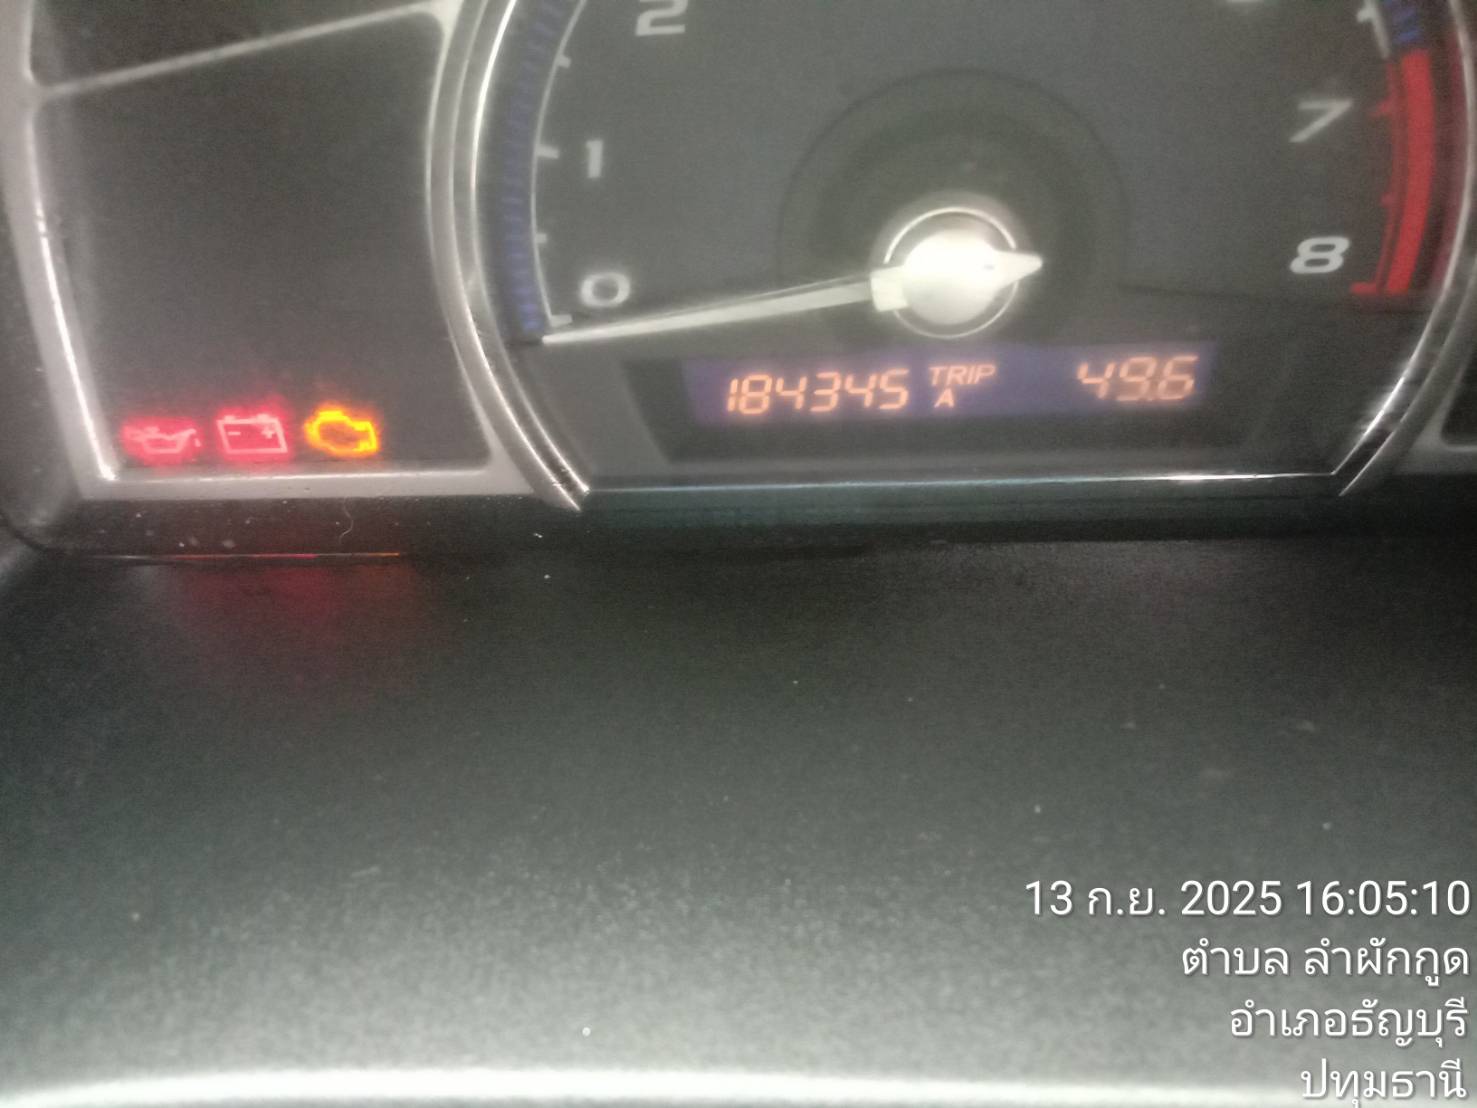 2
1
7
0
8
184345 TRIP A 49.6
- +
13 ก.ย. 2025 16:05:10
ตำบล ลำผักกูด
อำเภอธัญบุรี
ปทุมธานี